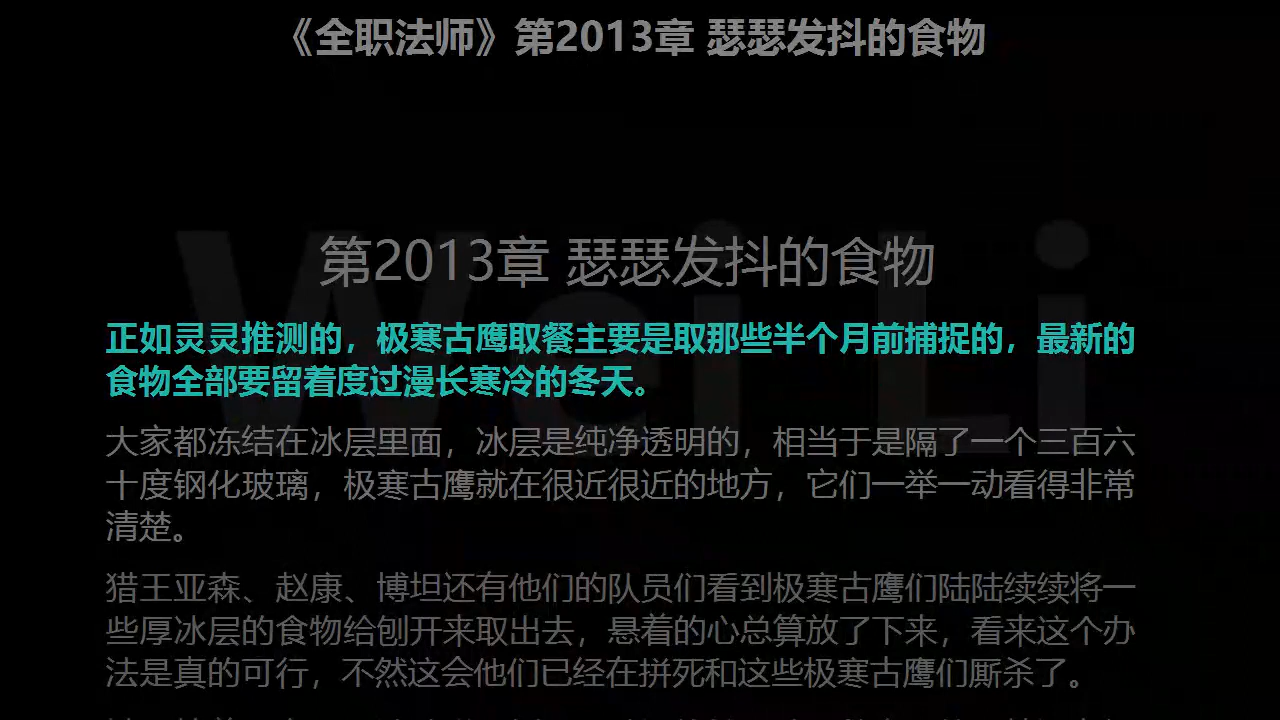 《全职法师》第2013章 瑟瑟发抖的食物
Wei Li
第2013章 瑟瑟发抖的食物
正如灵灵推测的，极寒古鹰取餐主要是取那些半个月前捕捉的，最新的
食物全部要留着度过漫长寒冷的冬天。
大家都冻结在冰层里面，冰层是纯净透明的，相当于是隔了一个三百六
十度钢化玻璃，极寒古鹰就在很近很近的地方，它们一举一动看得非常
清楚。
猎王亚森、赵康、博坦还有他们的队员们看到极寒古鹰们陆陆续续将一
些厚冰层的食物给刨开来取出去，悬着的心总算放了下来，看来这个办
法是真的可行，不然这会他们已经在拼死和这些极寒古鹰们厮杀了。